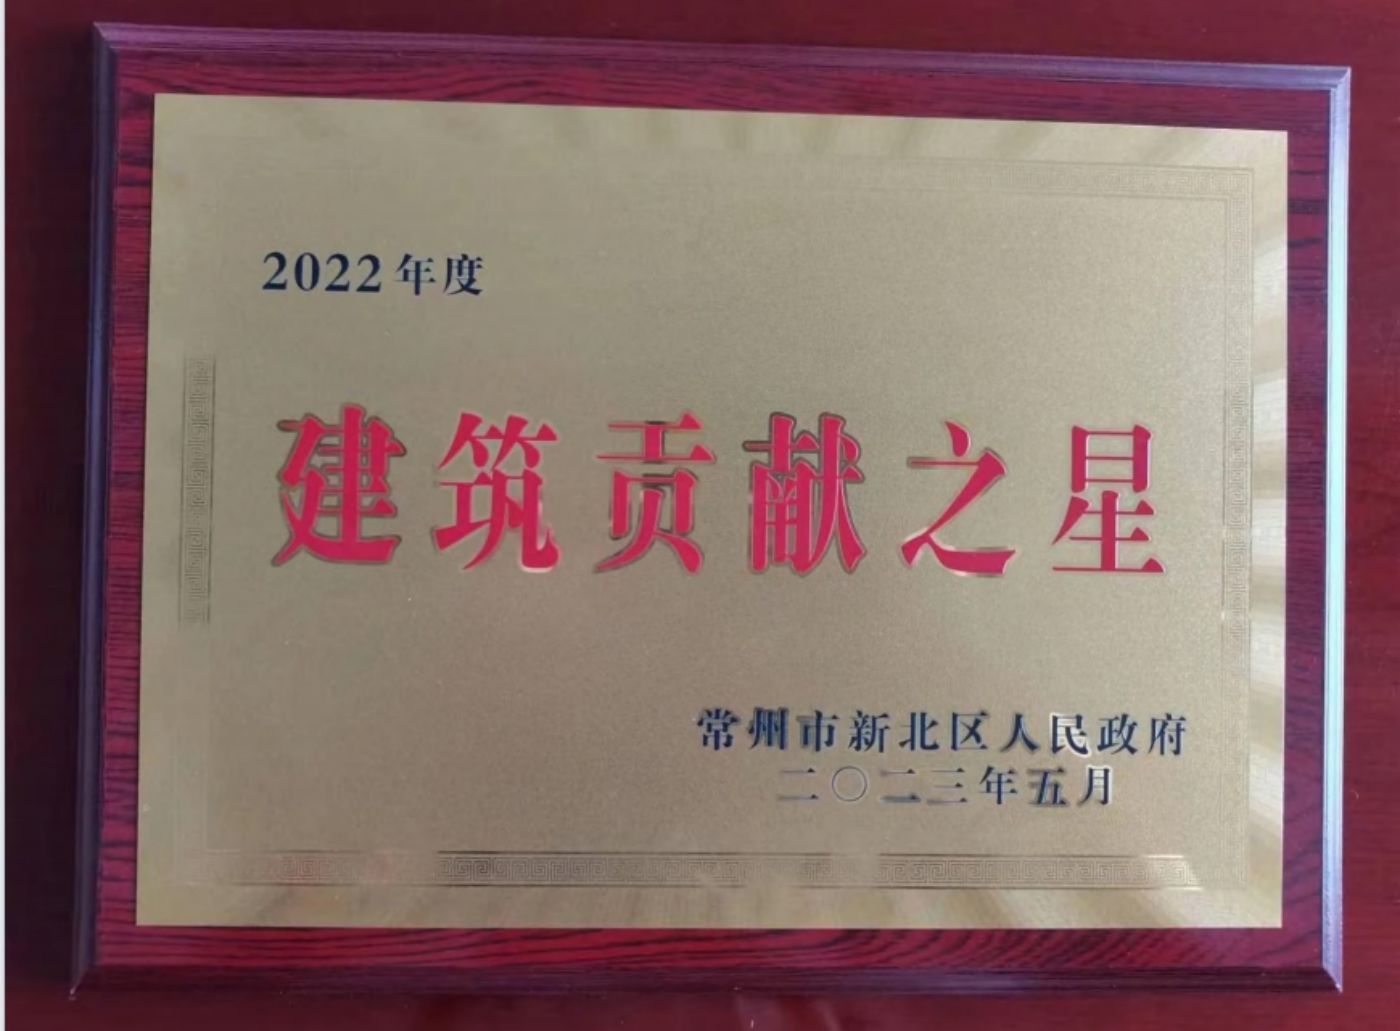 2022年度
建筑贡献之星
常州市新北区人民政府
二〇二三年五月